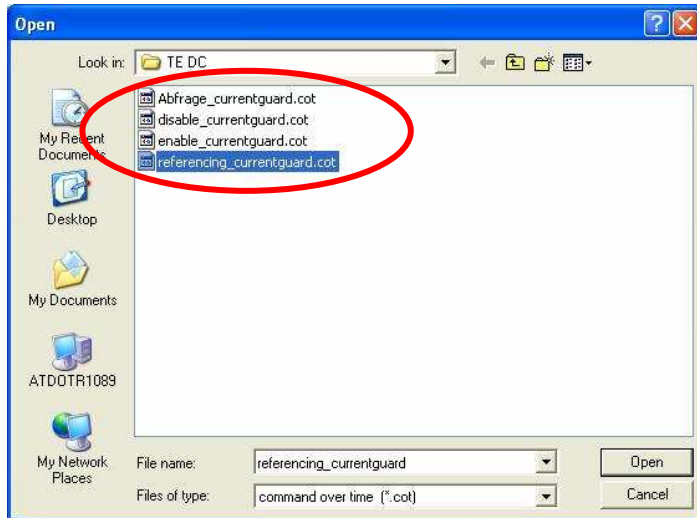 Open
Look in: TE DC
Abfrage_currentguard.cot
disable_currentguard.cot
enable_currentguard.cot
referencing_currentguard.cot
My Recent
Documents
Desktop
My Documents
ATDOTR1089
My Network
Places
File name: referencing_currentguard Open
Files of type: command over time (*.cot) Cancel